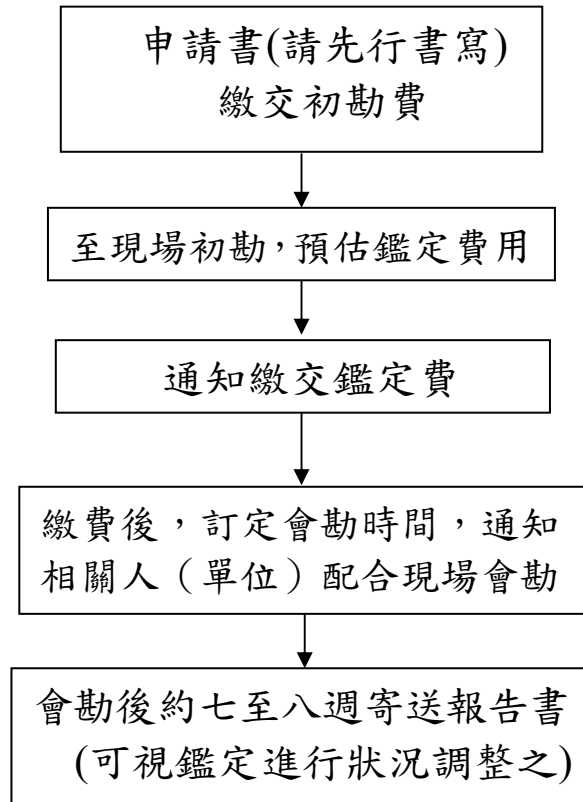 申請書(請先行書寫)
繳交初勘費
至現場初勘,預估鑑定費用
通知繳交鑑定費
繳費後，訂定會勘時間，通知
相關人（單位）配合現場會勘
會勘後約七至八週寄送報告書
(可視鑑定進行狀況調整之)